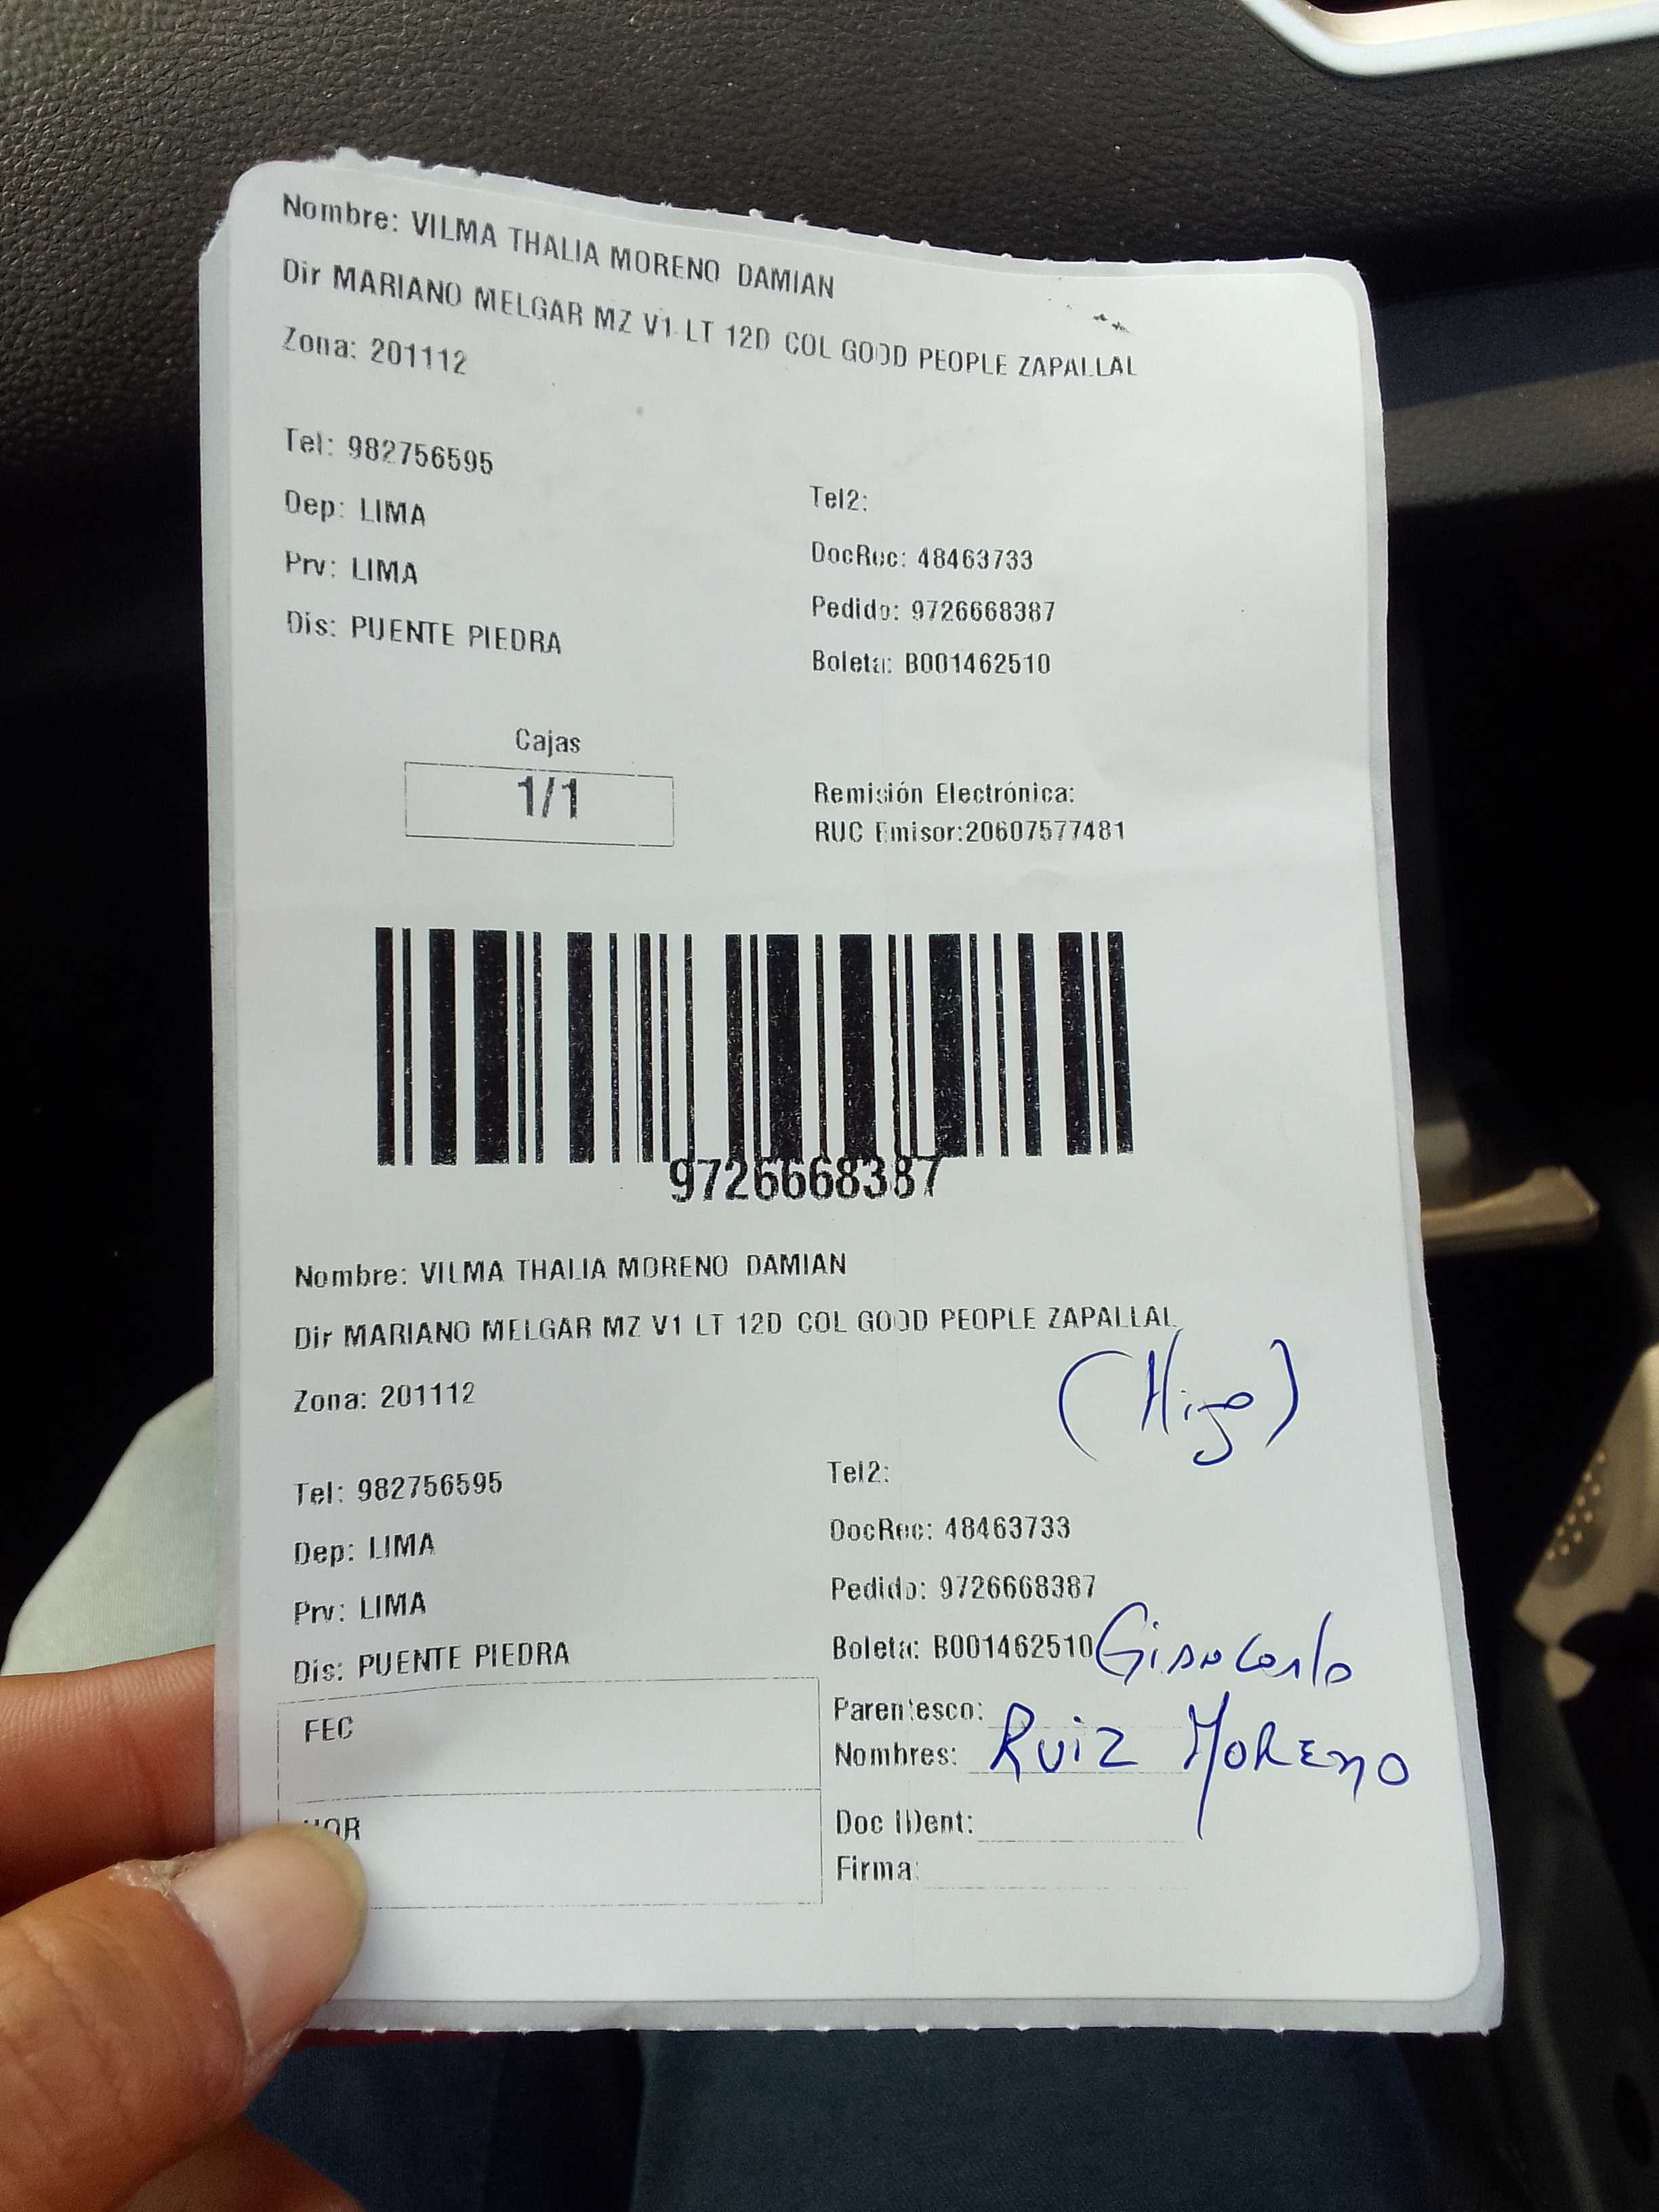 Nombre: VILMA THALIA MORENO DAMIAN
Dir MARIANO MELGAR MZ V1 LT 12D COL GOOD PEOPLE ZAPALLAL
Zona: 201112
Tel: 982756595
Tel2:
Dep: LIMA
DocRec: 48463733
Prv: LIMA
Pedido: 9726668387
Dis: PUENTE PIEDRA
Boleta: B001462510
Cajas
1/1
Remisión Electrónica:
RUC Emisor:20607577481
9726668387
Nombre: VILMA THALIA MORENO DAMIAN
Dir MARIANO MELGAR MZ V1 LT 12D COL GOOD PEOPLE ZAPALLAL
(Hijo)
Zona: 201112
Tel: 982756595
Tel2:
Dep: LIMA
DocRec: 48463733
Prv: LIMA
Pedido: 9726668387
Dis: PUENTE PIEDRA
Boleta: B001462510
FEC
Parentesco:
Nombres: Ruiz Moreno
HOR
Doc IDent:
Firma: